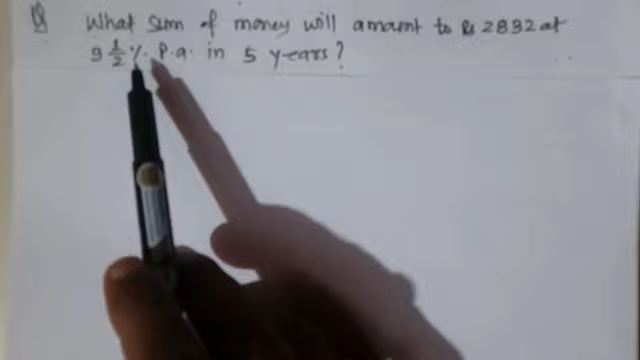 Q What sum of money will amount to Rs 2832 at
9 1/2 %. P.a. in 5 years?